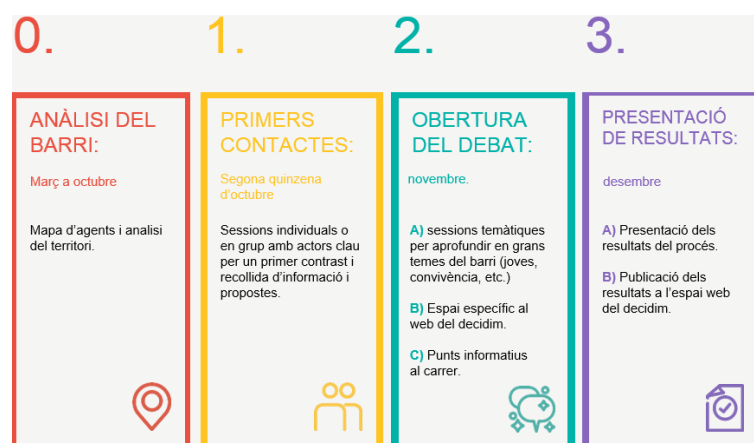 0.
1.
2.
3.
ANÀLISI DEL
BARRI:
Març a octubre
Mapa d'agents i analisi
del territori.
PRIMERS
CONTACTES:
Segona quinzena
d'octubre
Sessions individuals o
en grup amb actors clau
per un primer contrast i
recollida d'informació i
propostes.
OBERTURA
DEL DEBAT:
novembre.
A) sessions temàtiques
per aprofundir en grans
temes del barri (joves,
convivència, etc.)
B) Espai específic al
web del decidim.
C) Punts informatius
al carrer.
PRESENTACIÓ
DE RESULTATS:
desembre
A) Presentació dels
resultats del procés.
B) Publicació dels
resultats a l'espai web
del decidim.